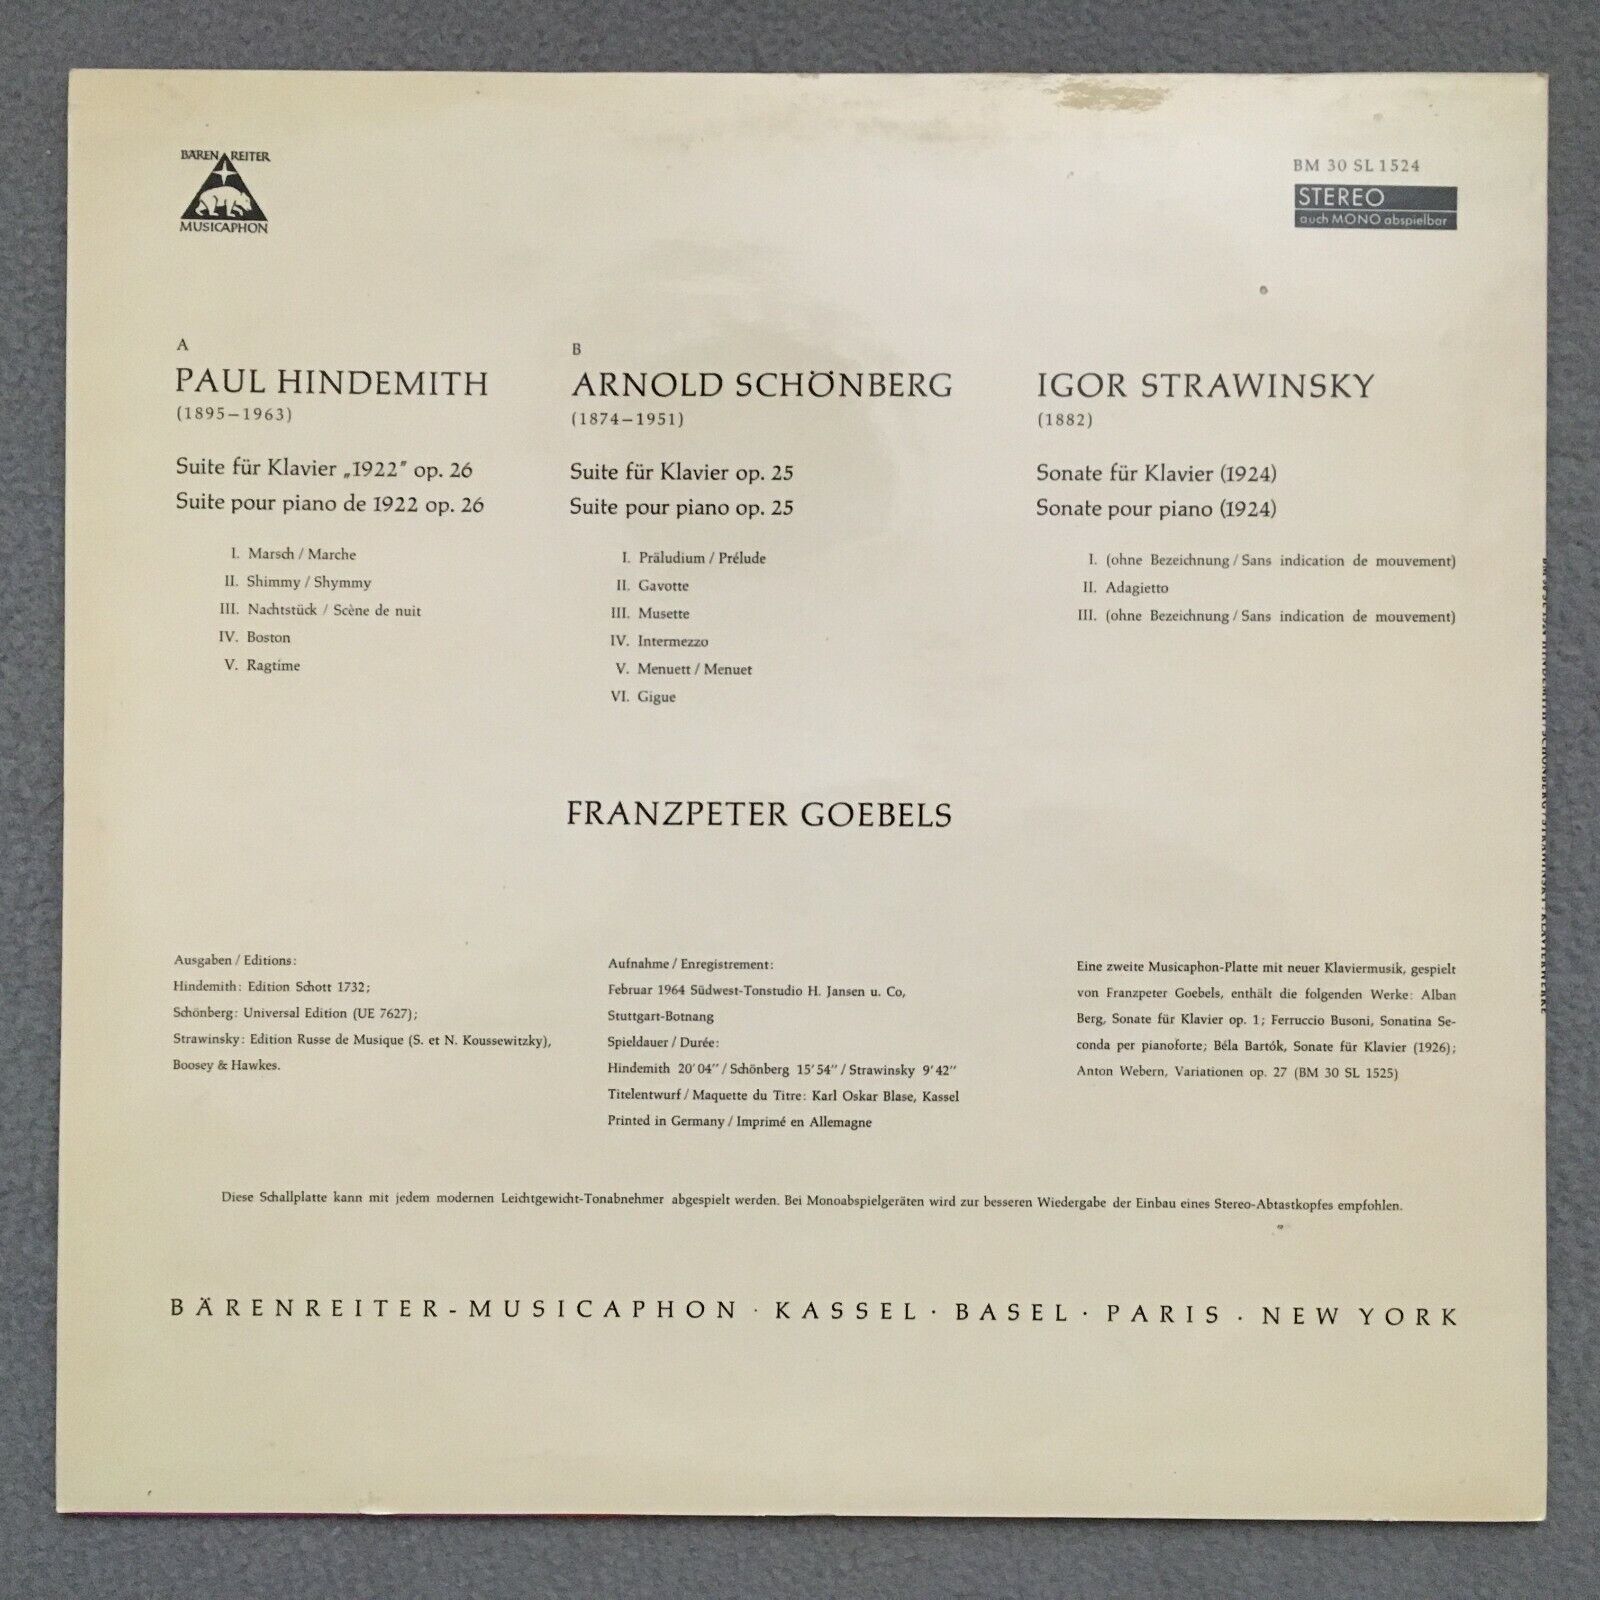 BÄRENREITER
MUSICAPHON
BM 30 SL 1524
STEREO
auch MONO abspielbar
A
PAUL HINDEMITH
(1895–1963)
Suite für Klavier „1922" op. 26
Suite pour piano de 1922 op. 26
I. Marsch / Marche
II. Shimmy / Shymmy
III. Nachtstück / Scène de nuit
IV. Boston
V. Ragtime
B
ARNOLD SCHÖNBERG
(1874–1951)
Suite für Klavier op. 25
Suite pour piano op. 25
I. Präludium / Prélude
II. Gavotte
III. Musette
IV. Intermezzo
V. Menuett / Menuet
VI. Gigue
IGOR STRAWINSKY
(1882)
Sonate für Klavier (1924)
Sonate pour piano (1924)
I. (ohne Bezeichnung / Sans indication de mouvement)
II. Adagietto
III. (ohne Bezeichnung / Sans indication de mouvement)
FRANZPETER GOEBELS
Ausgaben / Editions:
Hindemith: Edition Schott 1732;
Schönberg: Universal Edition (UE 7627);
Strawinsky: Edition Russe de Musique (S. et N. Koussewitzky),
Boosey & Hawkes.
Aufnahme / Enregistrement:
Februar 1964 Südwest-Tonstudio H. Jansen u. Co,
Stuttgart-Botnang
Spieldauer / Durée:
Hindemith 20'04'' / Schönberg 15'54'' / Strawinsky 9'42''
Titelentwurf / Maquette du Titre: Karl Oskar Blase, Kassel
Printed in Germany / Imprimé en Allemagne
Eine zweite Musicaphon-Platte mit neuer Klaviermusik, gespielt
von Franzpeter Goebels, enthält die folgenden Werke: Alban
Berg, Sonate für Klavier op. 1; Ferruccio Busoni, Sonatina Se-
conda per pianoforte; Béla Bartók, Sonate für Klavier (1926);
Anton Webern, Variationen op. 27 (BM 30 SL 1525)
Diese Schallplatte kann mit jedem modernen Leichtgewicht-Tonabnehmer abgespielt werden. Bei Monoabspielgeräten wird zur besseren Wiedergabe der Einbau eines Stereo-Abtastkopfes empfohlen.
BÄRENREITER-MUSICAPHON · KASSEL · BASEL · PARIS · NEW YORK